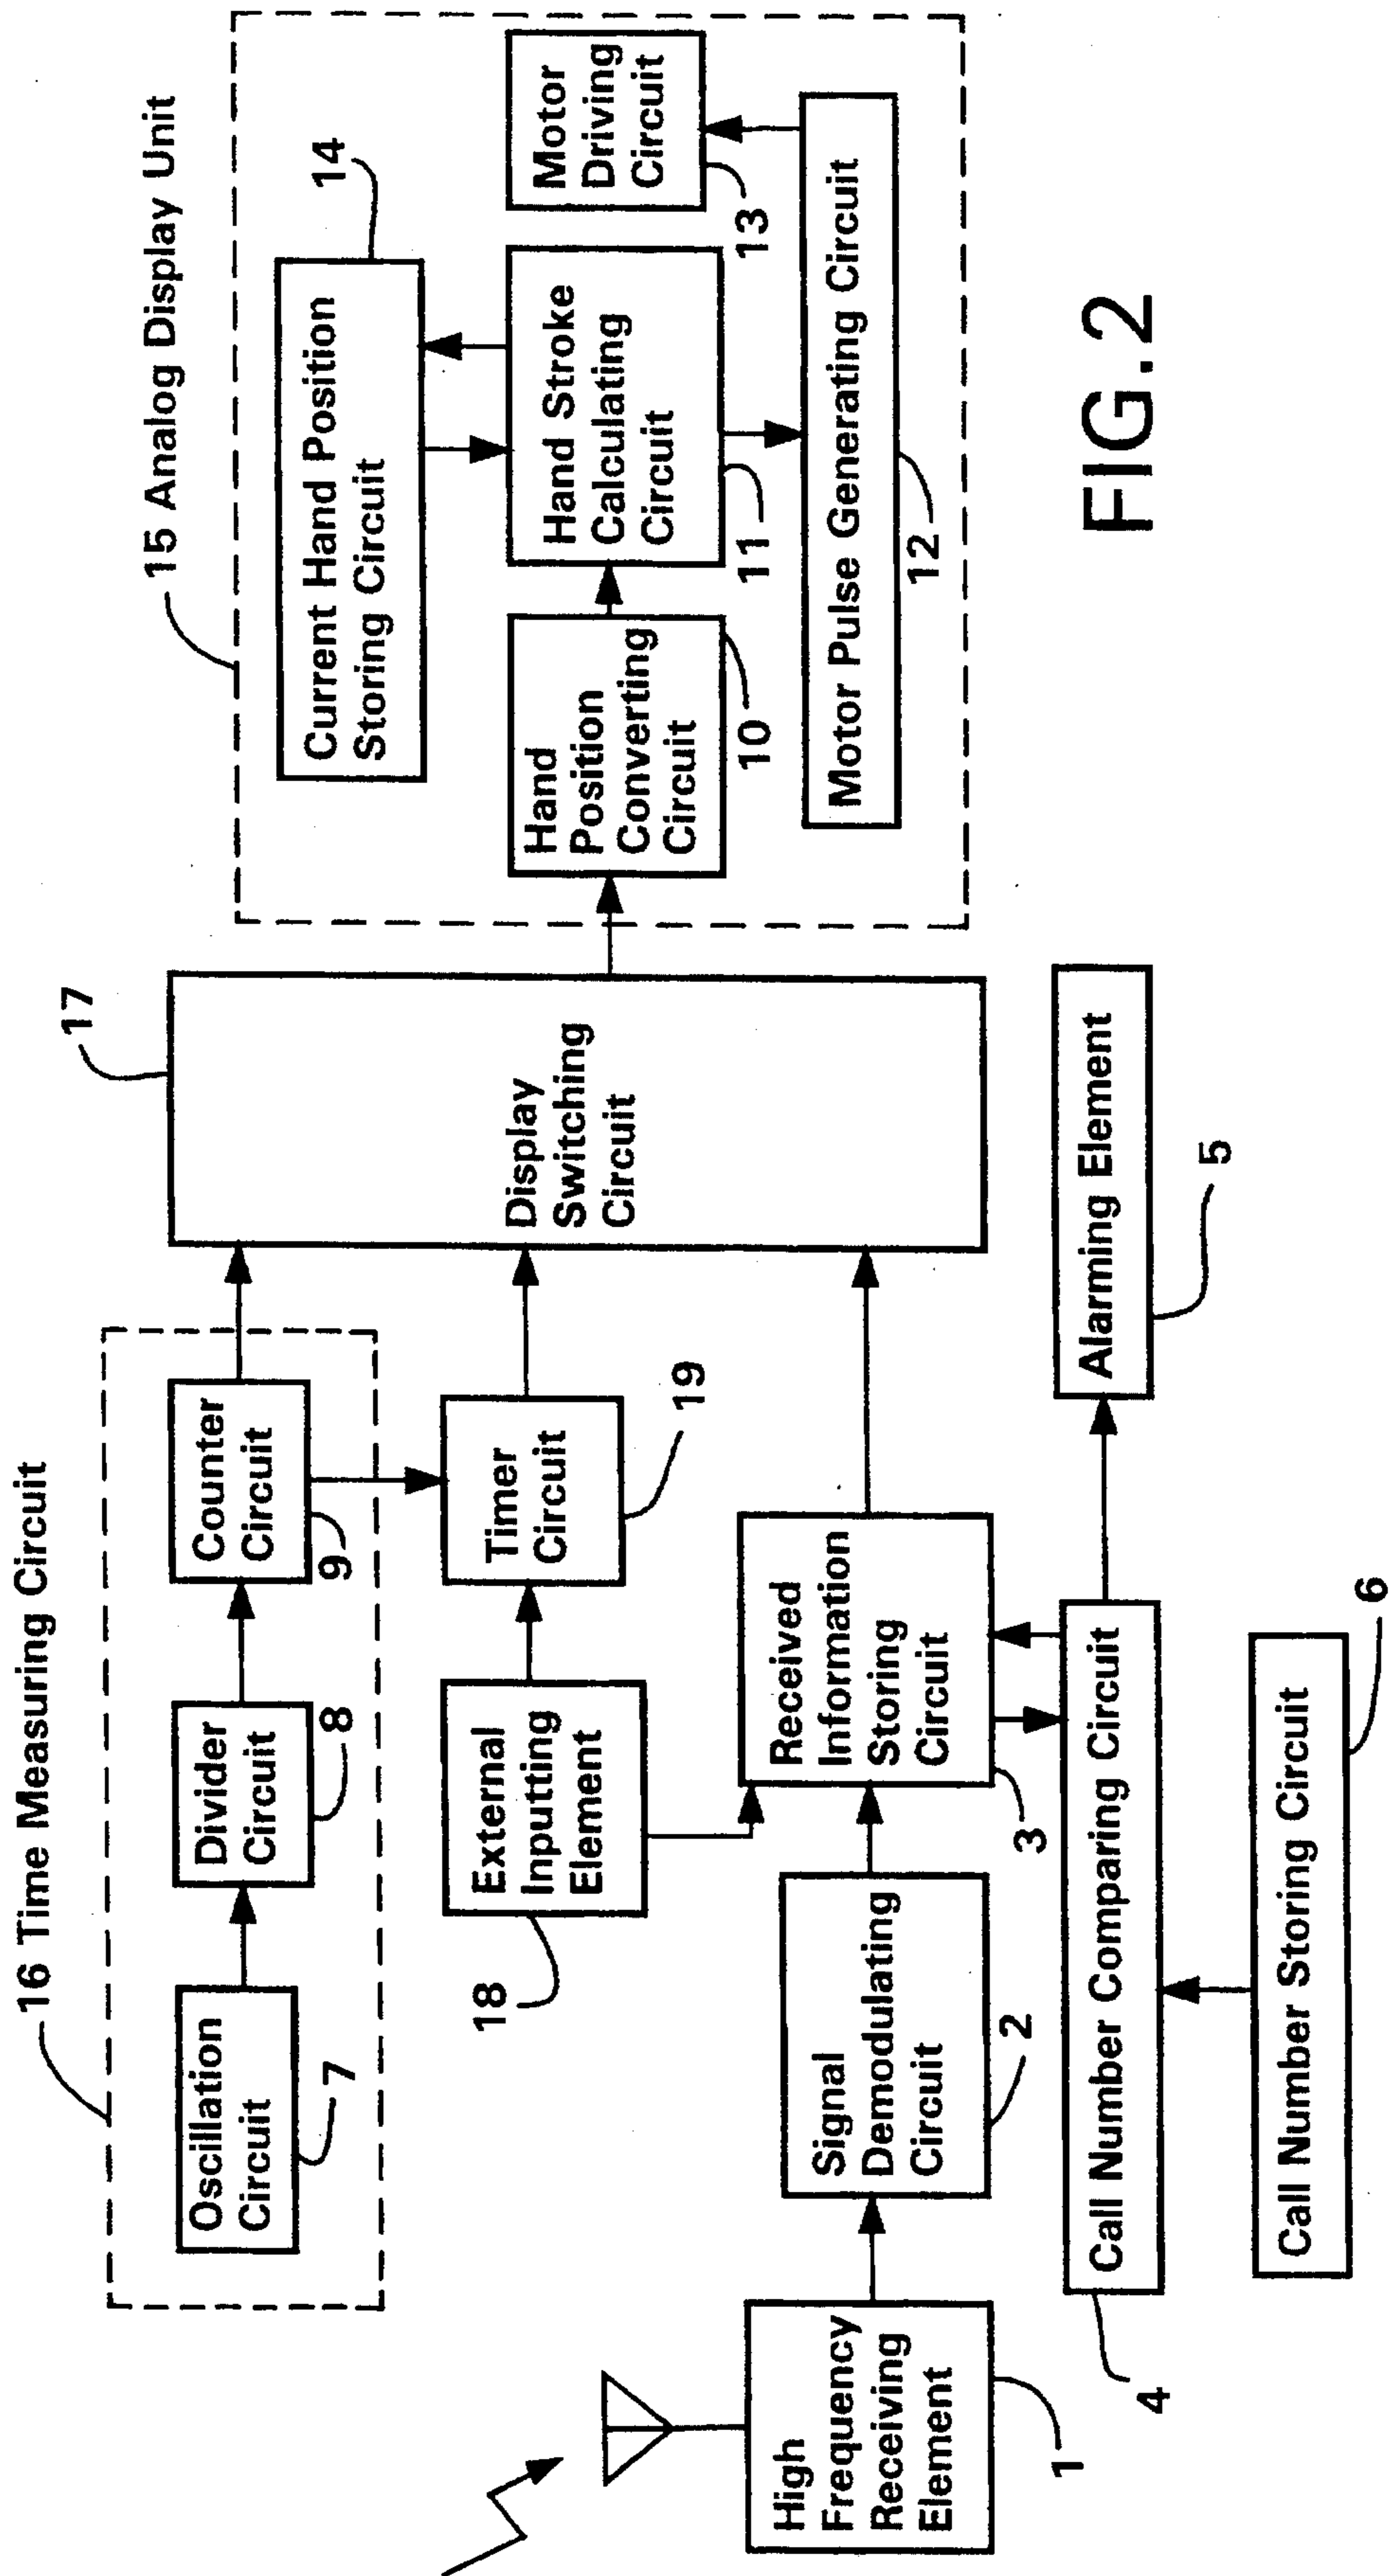 16 Time Measuring Circuit
Oscillation
Circuit
7
Divider
Circuit
8
Counter
Circuit
9
17
Display
Switching
Circuit
15 Analog Display Unit
Current Hand Position
Storing Circuit
14
Hand
Position
Converting
Circuit
10
Hand Stroke
Calculating
Circuit
11
Motor
Driving
Circuit
13
Motor Pulse Generating Circuit
12
External
Inputting
Element
18
Timer
Circuit
19
High
Frequency
Receiving
Element
1
Signal
Demodulating
Circuit
2
Received
Information
Storing
Circuit
3
Call Number Comparing Circuit
4
Alarming Element
5
Call Number Storing Circuit
6
FIG.2